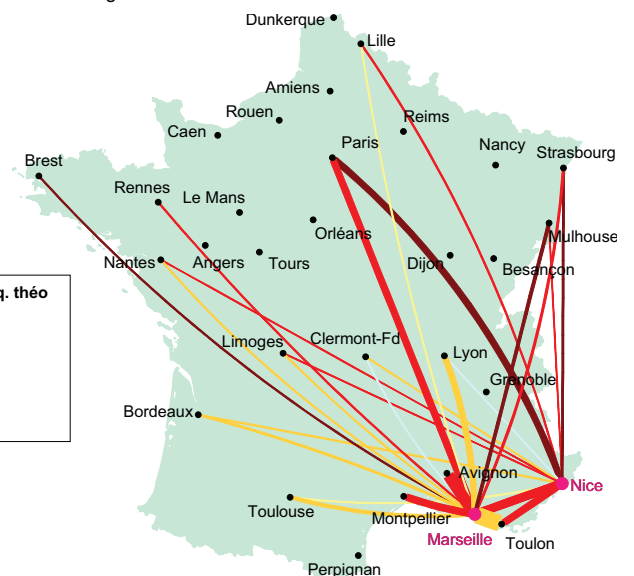 Dunkerque
Lille
Amiens
Rouen
Reims
Caen
Paris
Nancy
Strasbourg
Brest
Rennes
Le Mans
Orléans
Mulhouse
Nantes
Angers
Tours
Dijon
Besançon
q. théo
Limoges
Clermont-Fd
Lyon
Grenoble
Bordeaux
Avignon
Nice
Toulouse
Montpellier
Marseille
Toulon
Perpignan